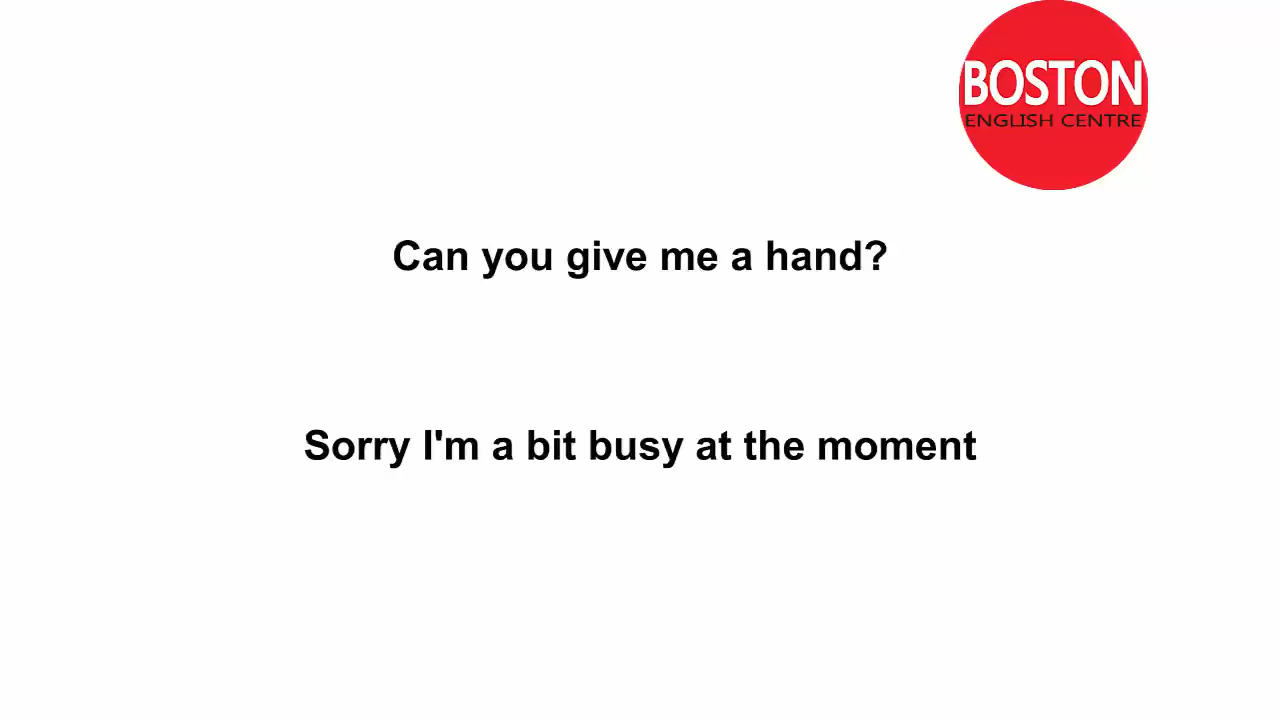 BOSTON
ENGLISH CENTRE
Can you give me a hand?
Sorry I'm a bit busy at the moment